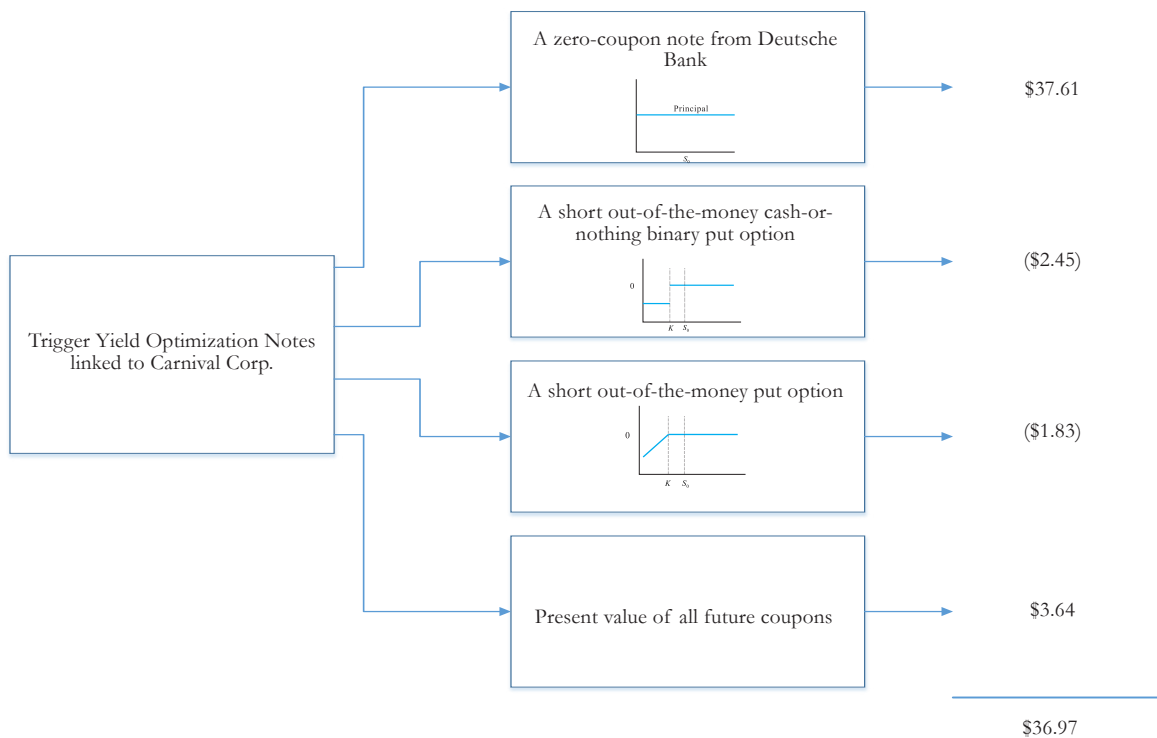 A zero-coupon note from Deutsche
Bank
Principal
S₀
$37.61
A short out-of-the-money cash-or-
nothing binary put option
0
K S₀
($2.45)
Trigger Yield Optimization Notes
linked to Carnival Corp.
A short out-of-the-money put option
0
K S₀
($1.83)
Present value of all future coupons
$3.64
$36.97